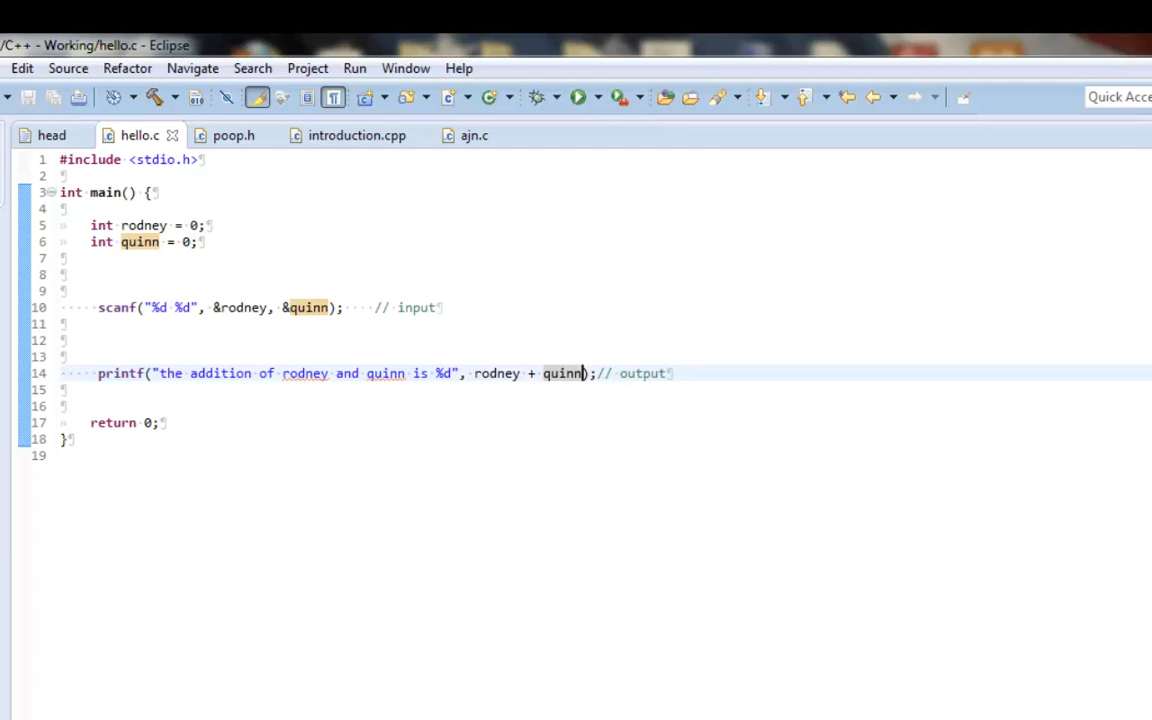 /C++ - Working/hello.c - Eclipse
Edit Source Refactor Navigate Search Project Run Window Help
Quick Acce
head hello.c poop.h introduction.cpp ajn.c
1 #include <stdio.h>
2
3 int main() {
4
5 int rodney = 0;
6 int quinn = 0;
7
8
9
10 scanf("%d %d", &rodney, &quinn); // input
11
12
13
14 printf("the addition of rodney and quinn is %d", rodney + quinn);// output
15
16
17 return 0;
18 }
19